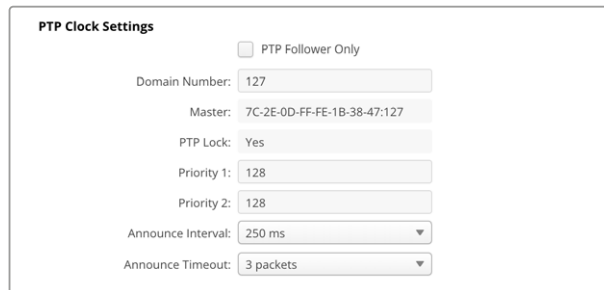 PTP Clock Settings
PTP Follower Only
Domain Number: 127
Master: 7C-2E-0D-FF-FE-1B-38-47:127
PTP Lock: Yes
Priority 1: 128
Priority 2: 128
Announce Interval: 250 ms
Announce Timeout: 3 packets